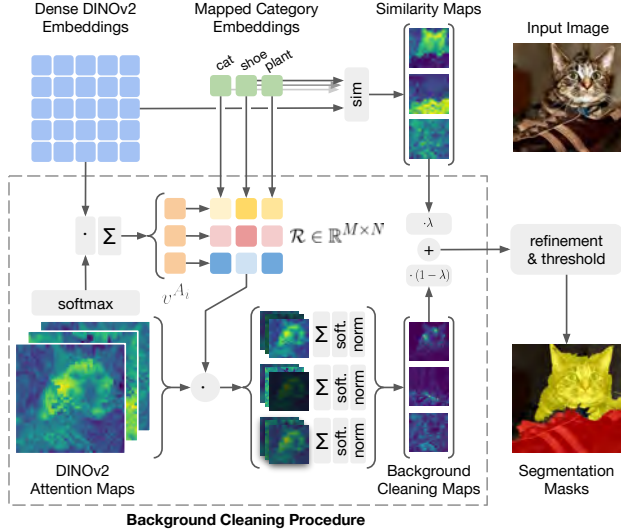 Dense DINOv2
Embeddings
Mapped Category
Embeddings
Similarity Maps
Input Image
cat
shoe
plant
sim
· Σ
softmax
v^{A_i}
R ∈ ℝ^{M×N}
·λ
+
·(1 − λ)
refinement
& threshold
·
Σ soft. norm
Σ soft. norm
Σ soft. norm
DINOv2
Attention Maps
Background
Cleaning Maps
Segmentation
Masks
Background Cleaning Procedure